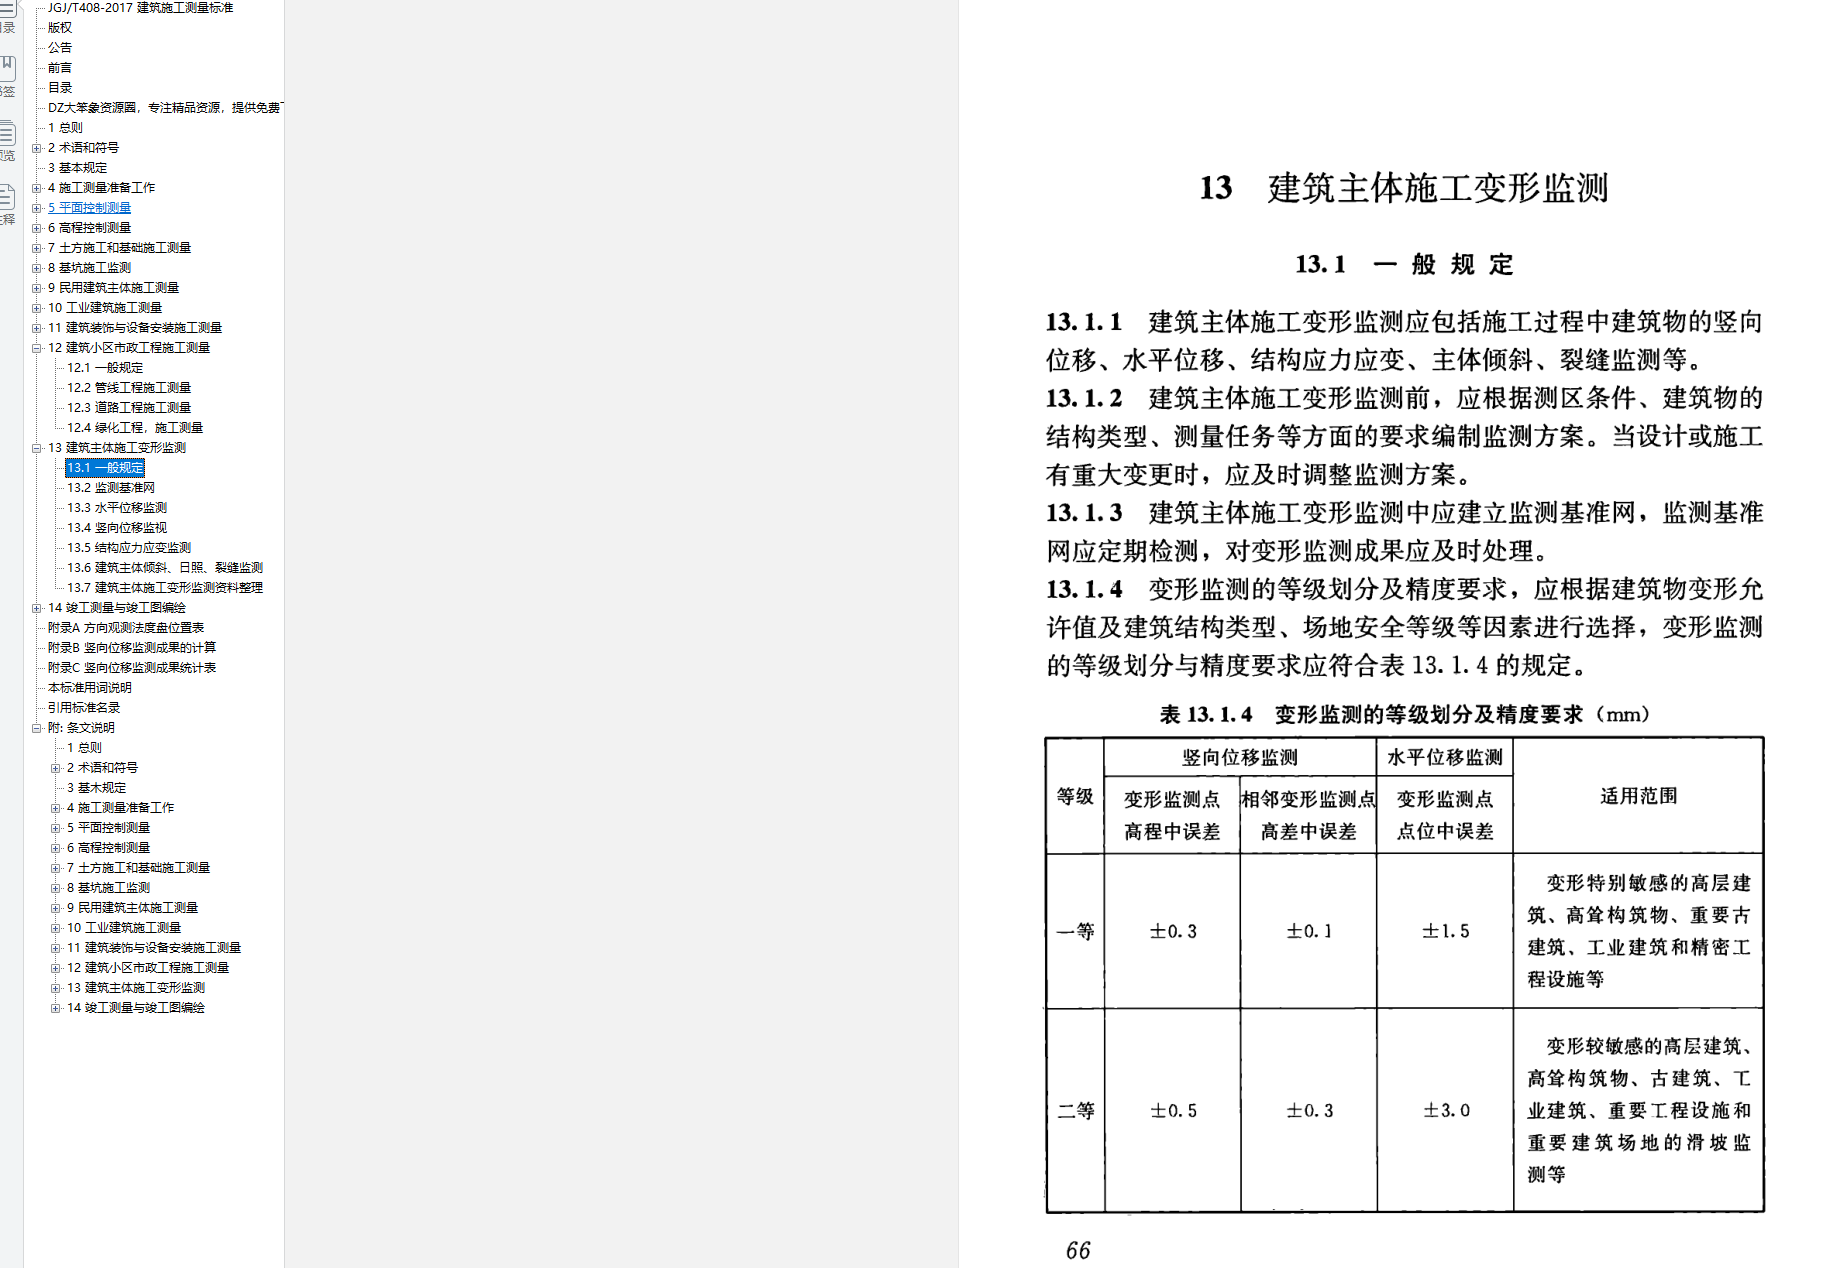 JGJ/T408-2017 建筑施工测量标准
版权
公告
前言
目录
DZ大笨象资源圈，专注精品资源，提供免费
1 总则
2 术语和符号
3 基本规定
4 施工测量准备工作
5 平面控制测量
6 高程控制测量
7 土方施工和基础施工测量
8 基坑施工监测
9 民用建筑主体施工测量
10 工业建筑施工测量
11 建筑装饰与设备安装施工测量
12 建筑小区市政工程施工测量
12.1 一般规定
12.2 管线工程施工测量
12.3 道路工程施工测量
12.4 绿化工程，施工测量
13 建筑主体施工变形监测
13.1 一般规定
13.2 监测基准网
13.3 水平位移监测
13.4 竖向位移监视
13.5 结构应力应变监测
13.6 建筑主体倾斜、日照、裂缝监测
13.7 建筑主体施工变形监测资料整理
14 竣工测量与竣工图编绘
附录A 方向观测法度盘位置表
附录B 竖向位移监测成果的计算
附录C 竖向位移监测成果统计表
本标准用词说明
引用标准名录
附: 条文说明
1 总则
2 术语和符号
3 基木规定
4 施工测量准备工作
5 平面控制测量
6 高程控制测量
7 土方施工和基础施工测量
8 基坑施工监测
9 民用建筑主体施工测量
10 工业建筑施工测量
11 建筑装饰与设备安装施工测量
12 建筑小区市政工程施工测量
13 建筑主体施工变形监测
14 竣工测量与竣工图编绘
13 建筑主体施工变形监测
13.1 一般规定
13.1.1 建筑主体施工变形监测应包括施工过程中建筑物的竖向
位移、水平位移、结构应力应变、主体倾斜、裂缝监测等。
13.1.2 建筑主体施工变形监测前，应根据测区条件、建筑物的
结构类型、测量任务等方面的要求编制监测方案。当设计或施工
有重大变更时，应及时调整监测方案。
13.1.3 建筑主体施工变形监测中应建立监测基准网，监测基准
网应定期检测，对变形监测成果应及时处理。
13.1.4 变形监测的等级划分及精度要求，应根据建筑物变形允
许值及建筑结构类型、场地安全等级等因素进行选择，变形监测
的等级划分与精度要求应符合表 13.1.4 的规定。
表 13.1.4 变形监测的等级划分及精度要求（mm）
等级
竖向位移监测
水平位移监测
适用范围
变形监测点
高程中误差
相邻变形监测点
高差中误差
变形监测点
点位中误差
一等
±0.3
±0.1
±1.5
变形特别敏感的高层建
筑、高耸构筑物、重要古
建筑、工业建筑和精密工
程设施等
二等
±0.5
±0.3
±3.0
变形较敏感的高层建筑、
高耸构筑物、古建筑、工
业建筑、重要工程设施和
重要建筑场地的滑坡监
测等
66